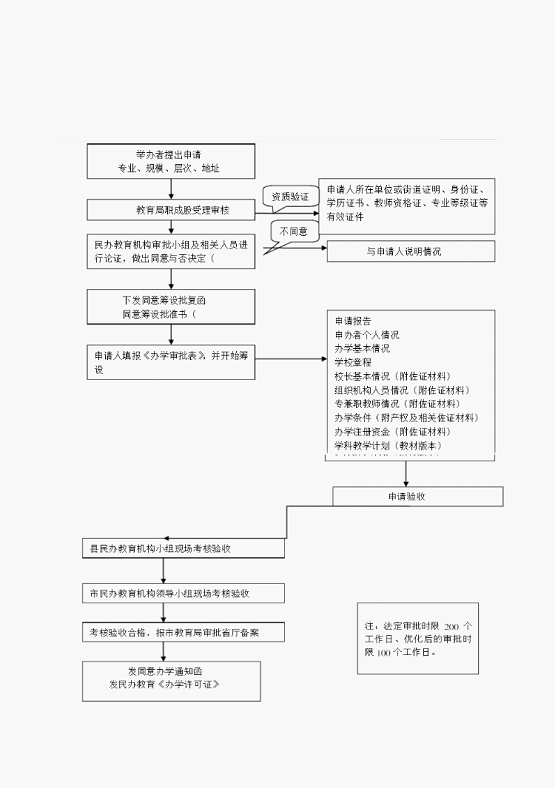 举办者提出申请
专业、规模、层次、地址
教育局职成股受理审核
资质验证
申请人所在单位或街道证明、身份证、
学历证书、教师资格证、专业等级证等
有效证件
民办教育机构审批小组及相关人员进
行论证，做出同意与否决定（
不同意
与申请人说明情况
下发同意筹设批复函
同意筹设批准书（
申请人填报《办学审批表》，并开始筹
设
申请报告
申办者个人情况
办学基本情况
学校章程
校长基本情况（附佐证材料）
组织机构人员情况（附佐证材料）
专兼职教师情况（附佐证材料）
办学条件（附产权及相关佐证材料）
办学注册资金（附佐证材料）
学科教学计划（教材版本）
申请验收
县民办教育机构小组现场考核验收
市民办教育机构领导小组现场考核验收
考核验收合格，报市教育局审批省厅备案
发同意办学通知函
发民办教育《办学许可证》
注：法定审批时限 200 个
工作日、优化后的审批时
限 100 个工作日。